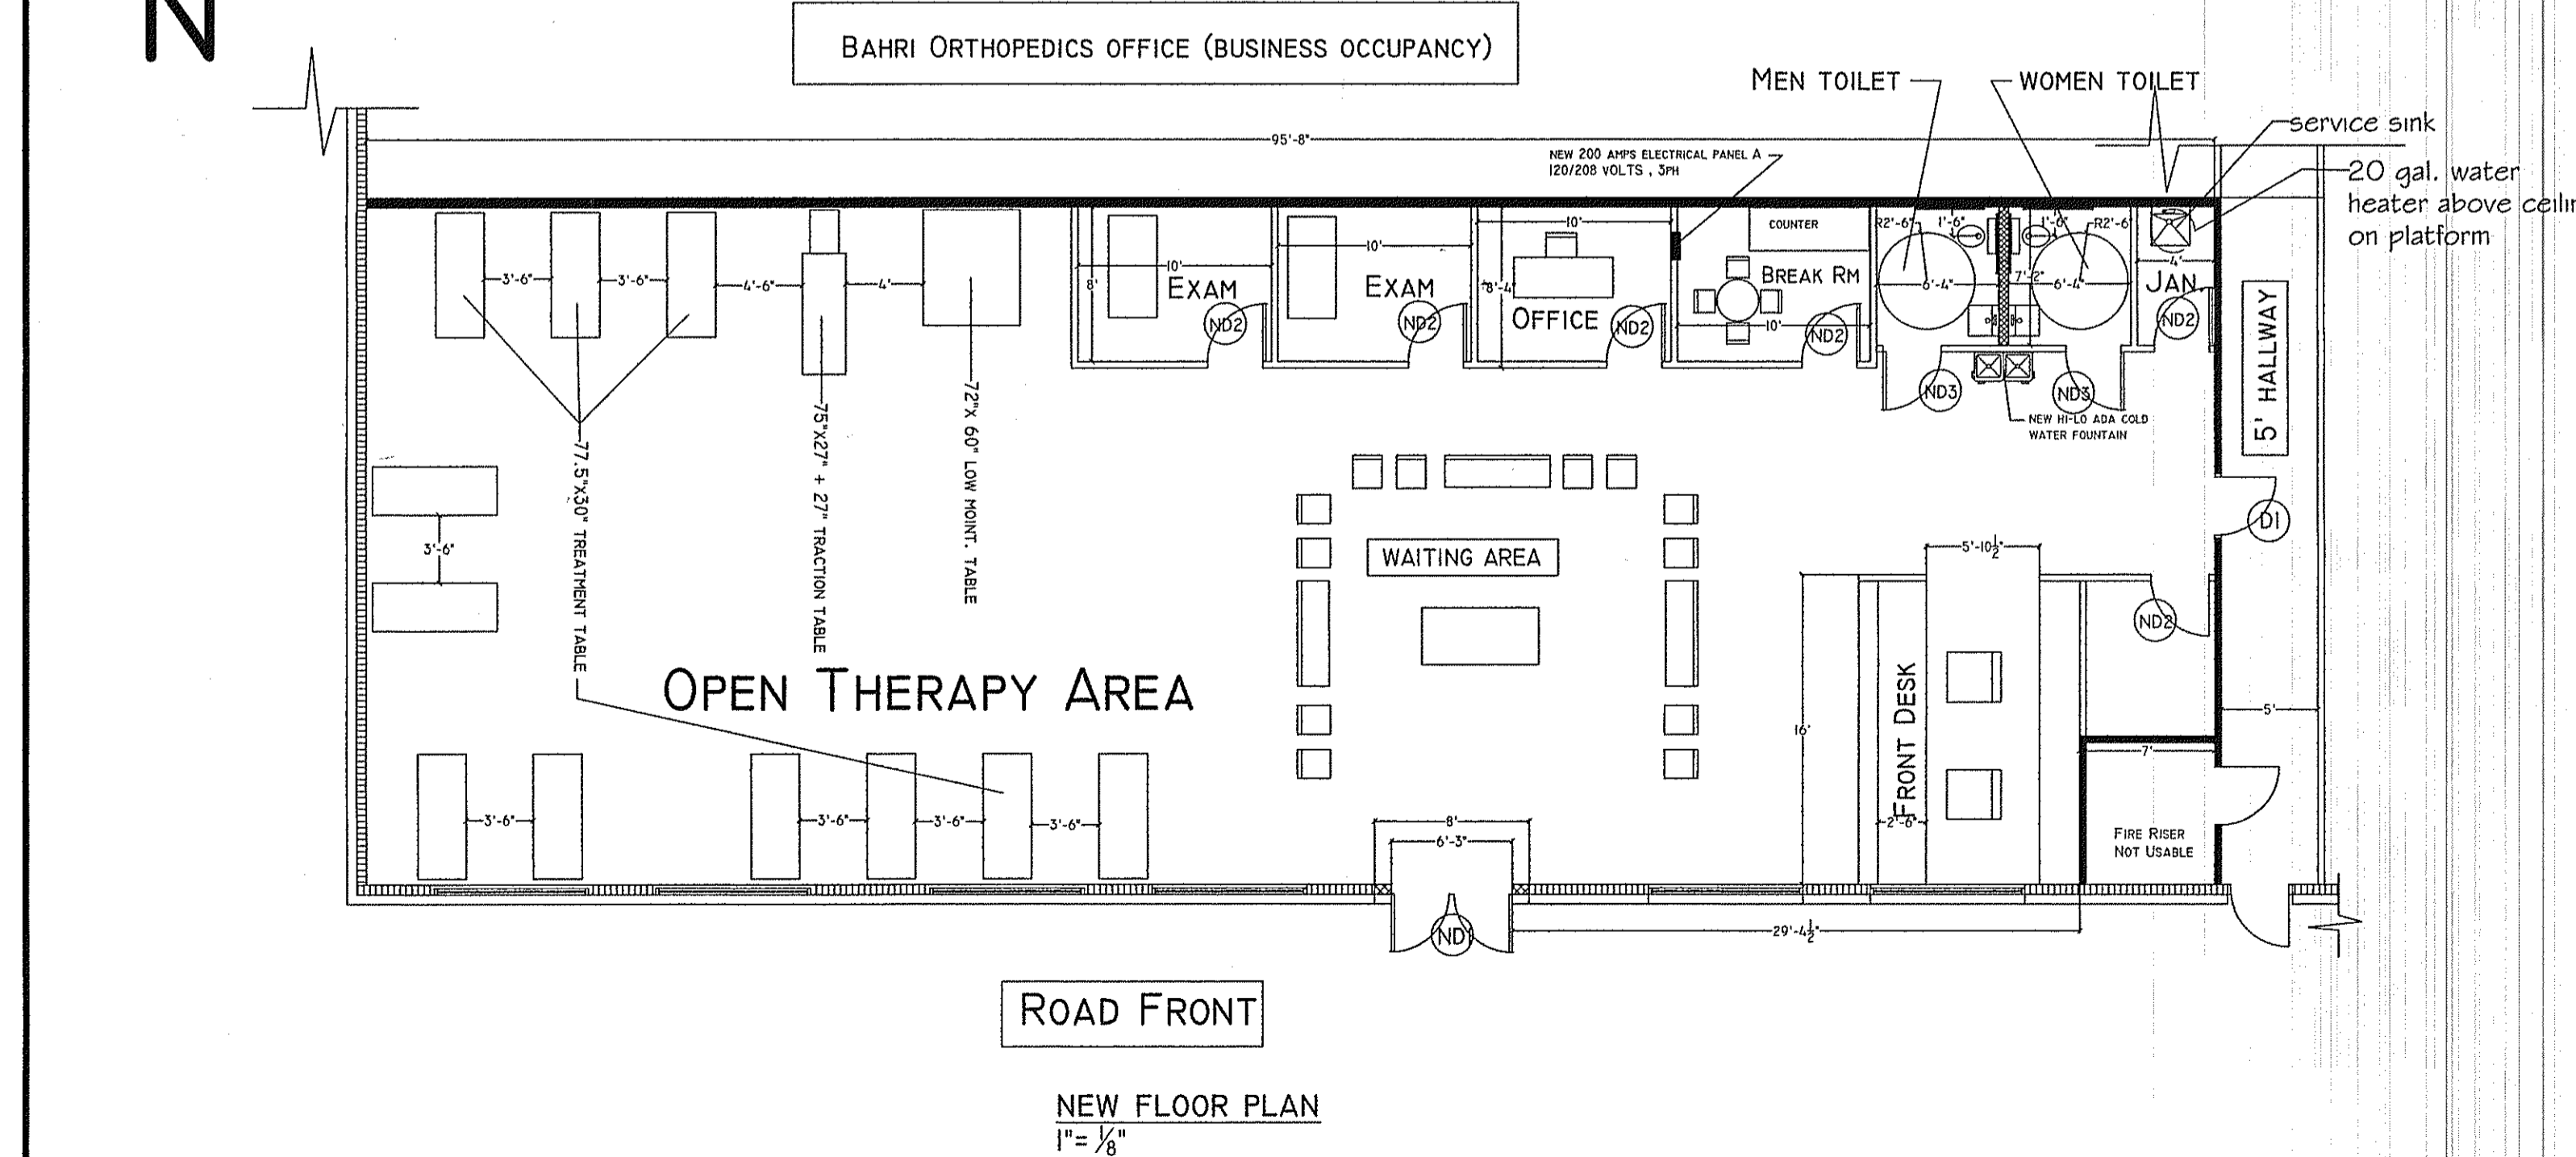 N
BAHRI ORTHOPEDICS OFFICE (BUSINESS OCCUPANCY)
MEN TOILET
WOMEN TOILET
service sink
20 gal. water
heater above ceilin
on platform
95'-8"
NEW 200 AMPS ELECTRICAL PANEL A
120/208 VOLTS , 3PH
3'-6"
3'-6"
4'-6"
4'
10'
8'
EXAM
ND2
10'
EXAM
ND2
10'
8'-4
OFFICE
ND2
COUNTER
BREAK RM
10'
ND2
R2'-6"
1'-6"
6'-4"
7'-2"
1'-6"
R2'-6
6'-4"
4'
JAN.
ND2
ND3
ND3
NEW HI-LO ADA COLD
WATER FOUNTAIN
5' HALLWAY
77.5"X30" TREATMENT TABLE
75"X27" + 27" TRACTION TABLE
72"X 60" LOW MOINT. TABLE
3'-6"
WAITING AREA
5'-10½"
D1
ND2
OPEN THERAPY AREA
16'
FRONT DESK
2'-6"
5'
7'
FIRE RISER
NOT USABLE
3'-6"
3'-6"
3'-6"
3'-6"
8'
6'-3"
ND
29'-4½"
ROAD FRONT
NEW FLOOR PLAN
1"= ⅛"